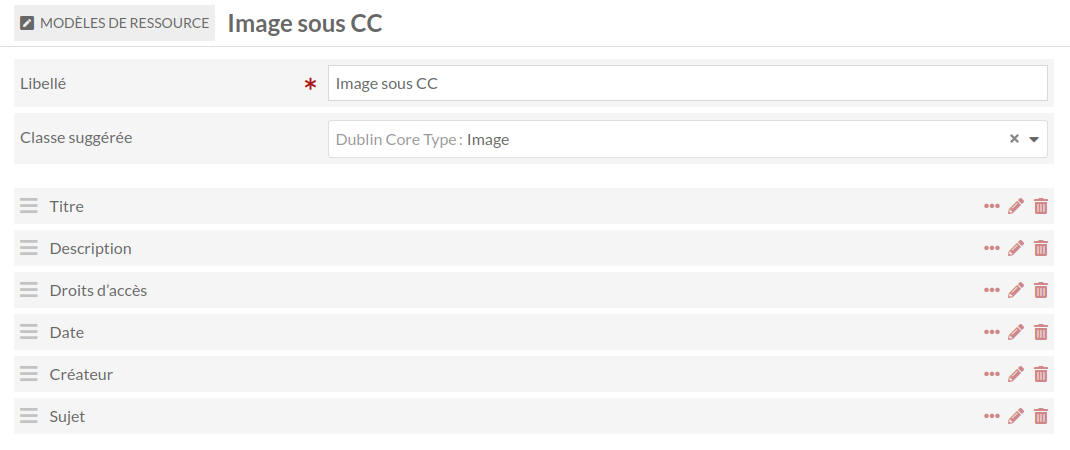 MODÈLES DE RESSOURCE Image sous CC
Libellé * Image sous CC
Classe suggérée Dublin Core Type : Image ×
Titre
Description
Droits d’accès
Date
Créateur
Sujet